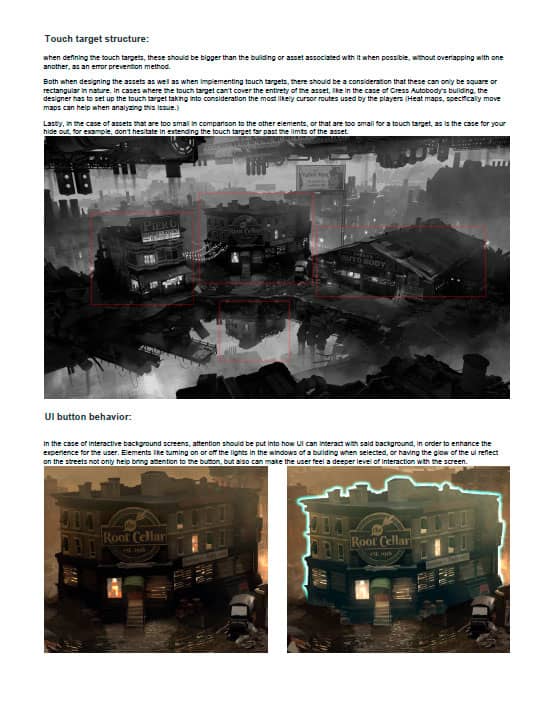 Touch target structure:
when defining the touch targets, these should be bigger than the building or asset associated with it when possible, without overlapping with one
another, as an error prevention method.
Both when designing the assets as well as when implementing touch targets, there should be a consideration that these can only be square or
rectangular in nature. In cases where the touch target can't cover the entirety of the asset, like in the case of Cress Autobody's building, the
designer has to set up the touch target taking into consideration the most likely cursor routes used by the players (Heat maps, specifically move
maps can help when analyzing this issue.)
Lastly, in the case of assets that are too small in comparison to the other elements, or that are too small for a touch target, as is the case for your
hide out, for example, don't hesitate in extending the touch target far past the limits of the asset.
PIER
Root Cellar
AUTO BODY
UI button behavior:
In the case of interactive background screens, attention should be put into how UI can interact with said background, in order to enhance the
experience for the user. Elements like turning on or off the lights in the windows of a building when selected, or having the glow of the ui reflect
on the streets not only help bring attention to the button, but also can make the user feel a deeper level of interaction with the screen.
The
Root Cellar
The
Root Cellar